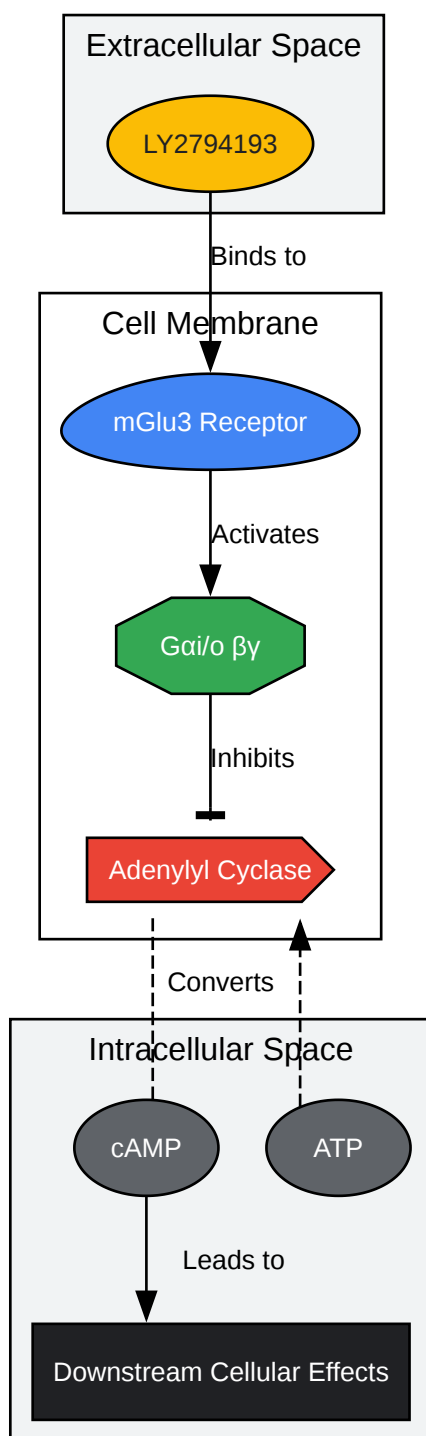 Extracellular Space
LY2794193
Binds to
Cell Membrane
mGlu3 Receptor
Activates
Gαi/o βγ
Inhibits
Adenylyl Cyclase
Converts
Intracellular Space
cAMP
ATP
Leads to
Downstream Cellular Effects